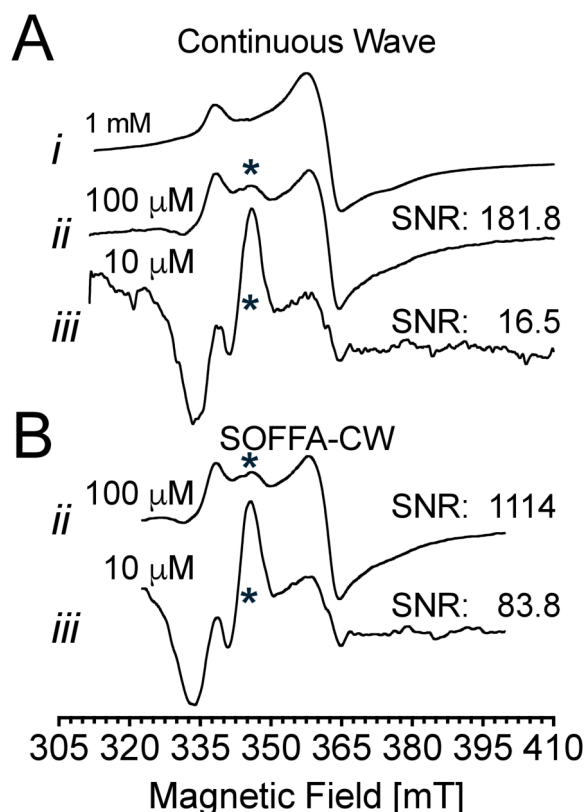 A
Continuous Wave
1 mM
i
*
100 μM
SNR: 181.8
ii
10 μM
*
SNR: 16.5
iii
B
SOFFA-CW
*
100 μM
SNR: 1114
ii
10 μM
*
SNR: 83.8
iii
305 320 335 350 365 380 395 410
Magnetic Field [mT]